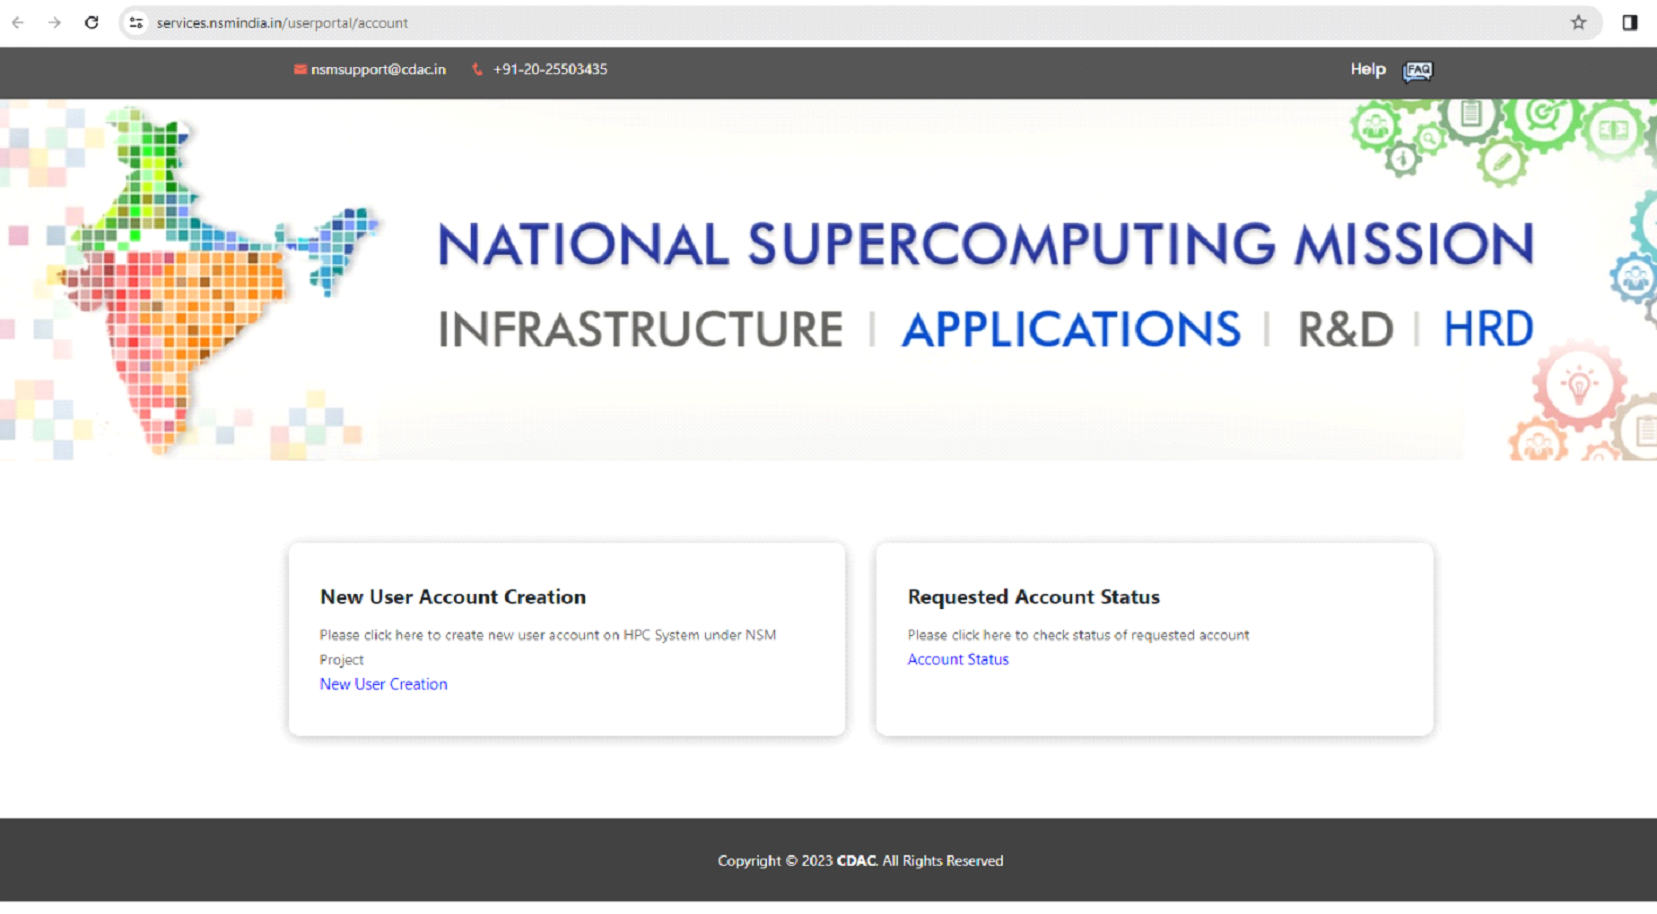 services.nsmindia.in/userportal/account
nsmsupport@cdac.in +91-20-25503435 Help FAQ
NATIONAL SUPERCOMPUTING MISSION
INFRASTRUCTURE | APPLICATIONS | R&D | HRD
New User Account Creation
Please click here to create new user account on HPC System under NSM
Project
New User Creation
Requested Account Status
Please click here to check status of requested account
Account Status
Copyright © 2023 CDAC. All Rights Reserved